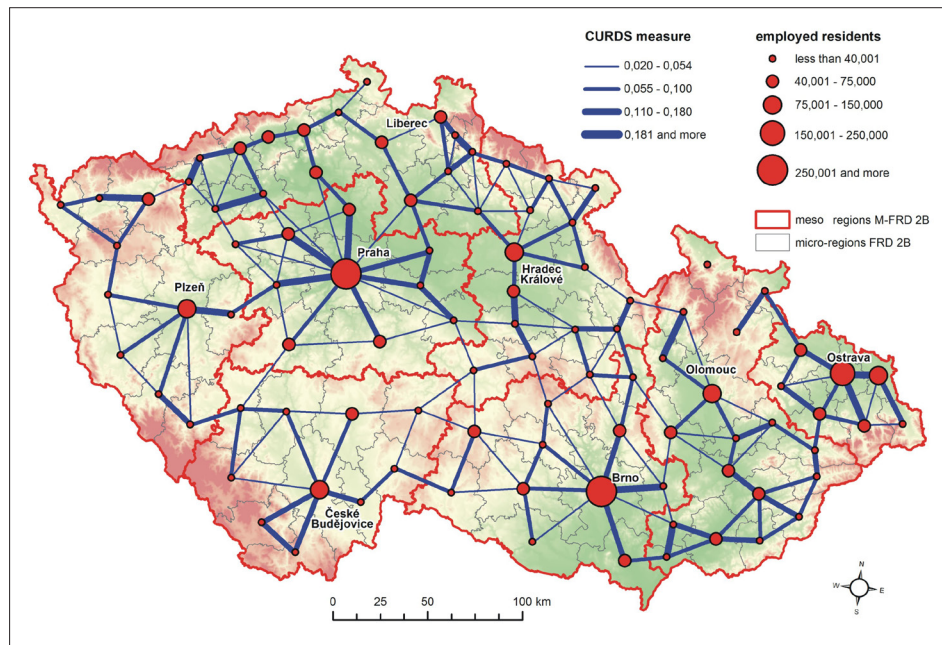 CURDS measure
0,020 - 0,054
0,055 - 0,100
0,110 - 0,180
0,181 and more
employed residents
less than 40,001
40,001 - 75,000
75,001 - 150,000
150,001 - 250,000
250,001 and more
meso regions M-FRD 2B
micro-regions FRD 2B
Liberec
Praha
Hradec
Králové
Plzeň
Ostrava
Olomouc
Brno
České
Budějovice
N
W E
S
0 25 50 100 km